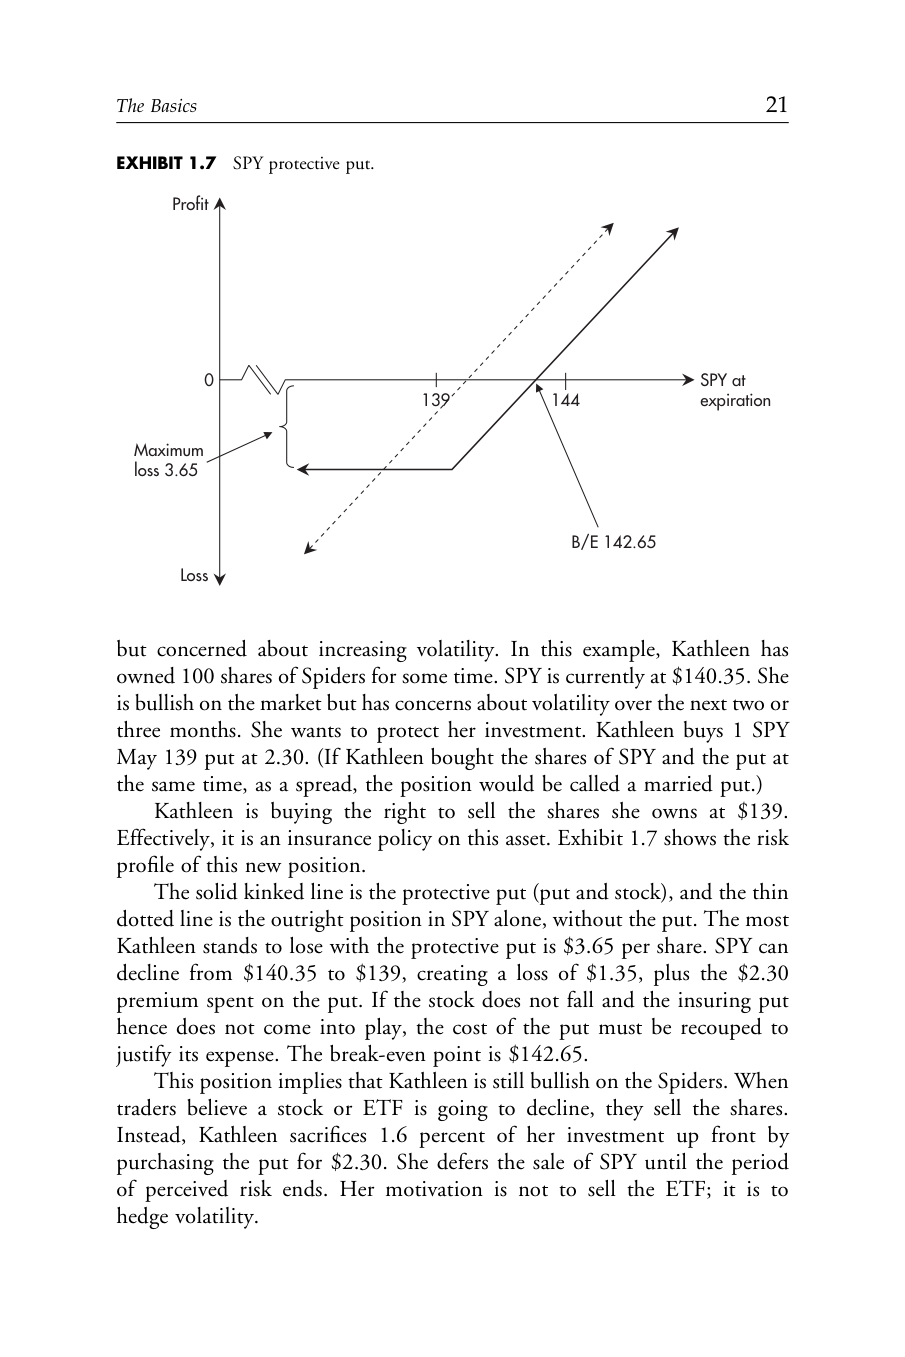 The Basics 21
EXHIBIT 1.7 SPY protective put.
Profit
0
139
144
SPY at
expiration
Maximum
loss 3.65
B/E 142.65
Loss
but concerned about increasing volatility. In this example, Kathleen has
owned 100 shares of Spiders for some time. SPY is currently at $140.35. She
is bullish on the market but has concerns about volatility over the next two or
three months. She wants to protect her investment. Kathleen buys 1 SPY
May 139 put at 2.30. (If Kathleen bought the shares of SPY and the put at
the same time, as a spread, the position would be called a married put.)
Kathleen is buying the right to sell the shares she owns at $139.
Effectively, it is an insurance policy on this asset. Exhibit 1.7 shows the risk
profile of this new position.
The solid kinked line is the protective put (put and stock), and the thin
dotted line is the outright position in SPY alone, without the put. The most
Kathleen stands to lose with the protective put is $3.65 per share. SPY can
decline from $140.35 to $139, creating a loss of $1.35, plus the $2.30
premium spent on the put. If the stock does not fall and the insuring put
hence does not come into play, the cost of the put must be recouped to
justify its expense. The break-even point is $142.65.
This position implies that Kathleen is still bullish on the Spiders. When
traders believe a stock or ETF is going to decline, they sell the shares.
Instead, Kathleen sacrifices 1.6 percent of her investment up front by
purchasing the put for $2.30. She defers the sale of SPY until the period
of perceived risk ends. Her motivation is not to sell the ETF; it is to
hedge volatility.